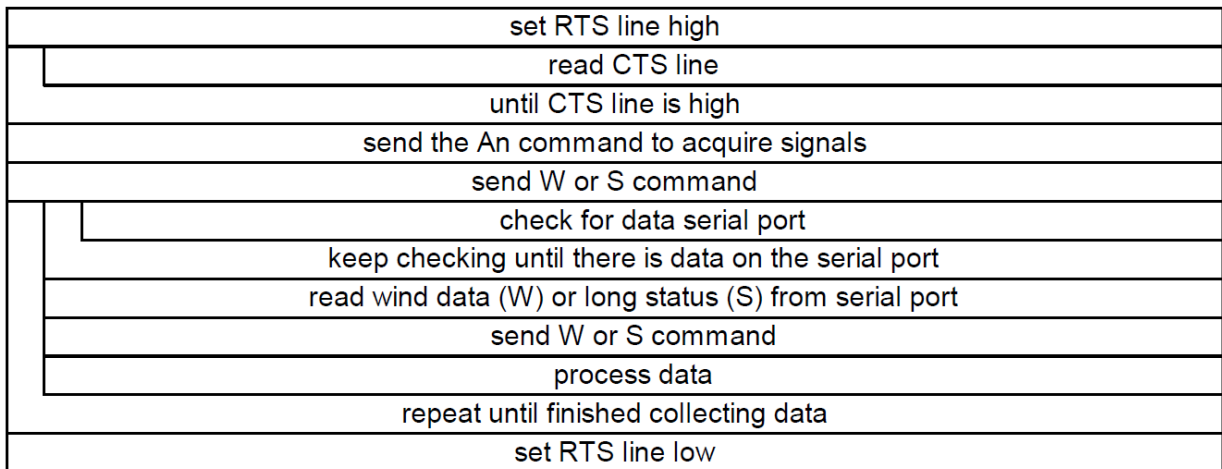 set RTS line high
read CTS line
until CTS line is high
send the An command to acquire signals
send W or S command
check for data serial port
keep checking until there is data on the serial port
read wind data (W) or long status (S) from serial port
send W or S command
process data
repeat until finished collecting data
set RTS line low